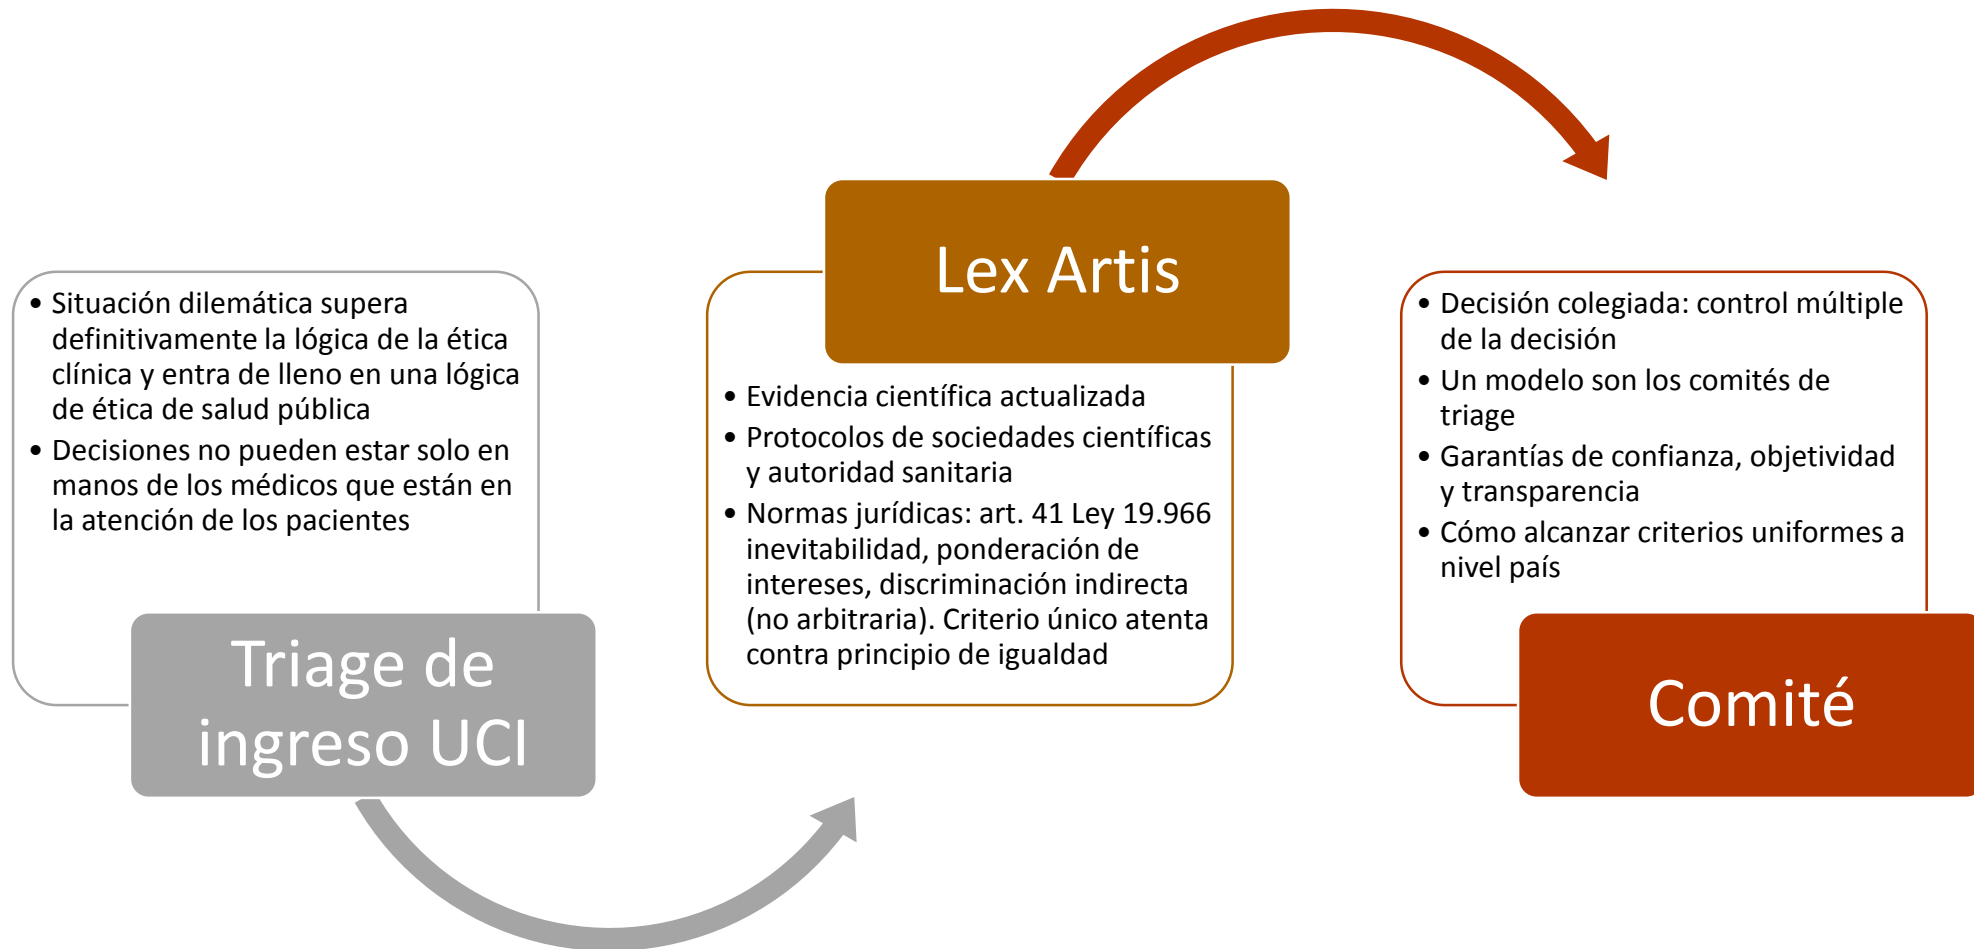 • Situación dilemática supera
definitivamente la lógica de la ética
clínica y entra de lleno en una lógica
de ética de salud pública
• Decisiones no pueden estar solo en
manos de los médicos que están en
la atención de los pacientes
Triage de
ingreso UCI
Lex Artis
• Evidencia científica actualizada
• Protocolos de sociedades científicas
y autoridad sanitaria
• Normas jurídicas: art. 41 Ley 19.966
inevitabilidad, ponderación de
intereses, discriminación indirecta
(no arbitraria). Criterio único atenta
contra principio de igualdad
• Decisión colegiada: control múltiple
de la decisión
• Un modelo son los comités de
triage
• Garantías de confianza, objetividad
y transparencia
• Cómo alcanzar criterios uniformes a
nivel país
Comité